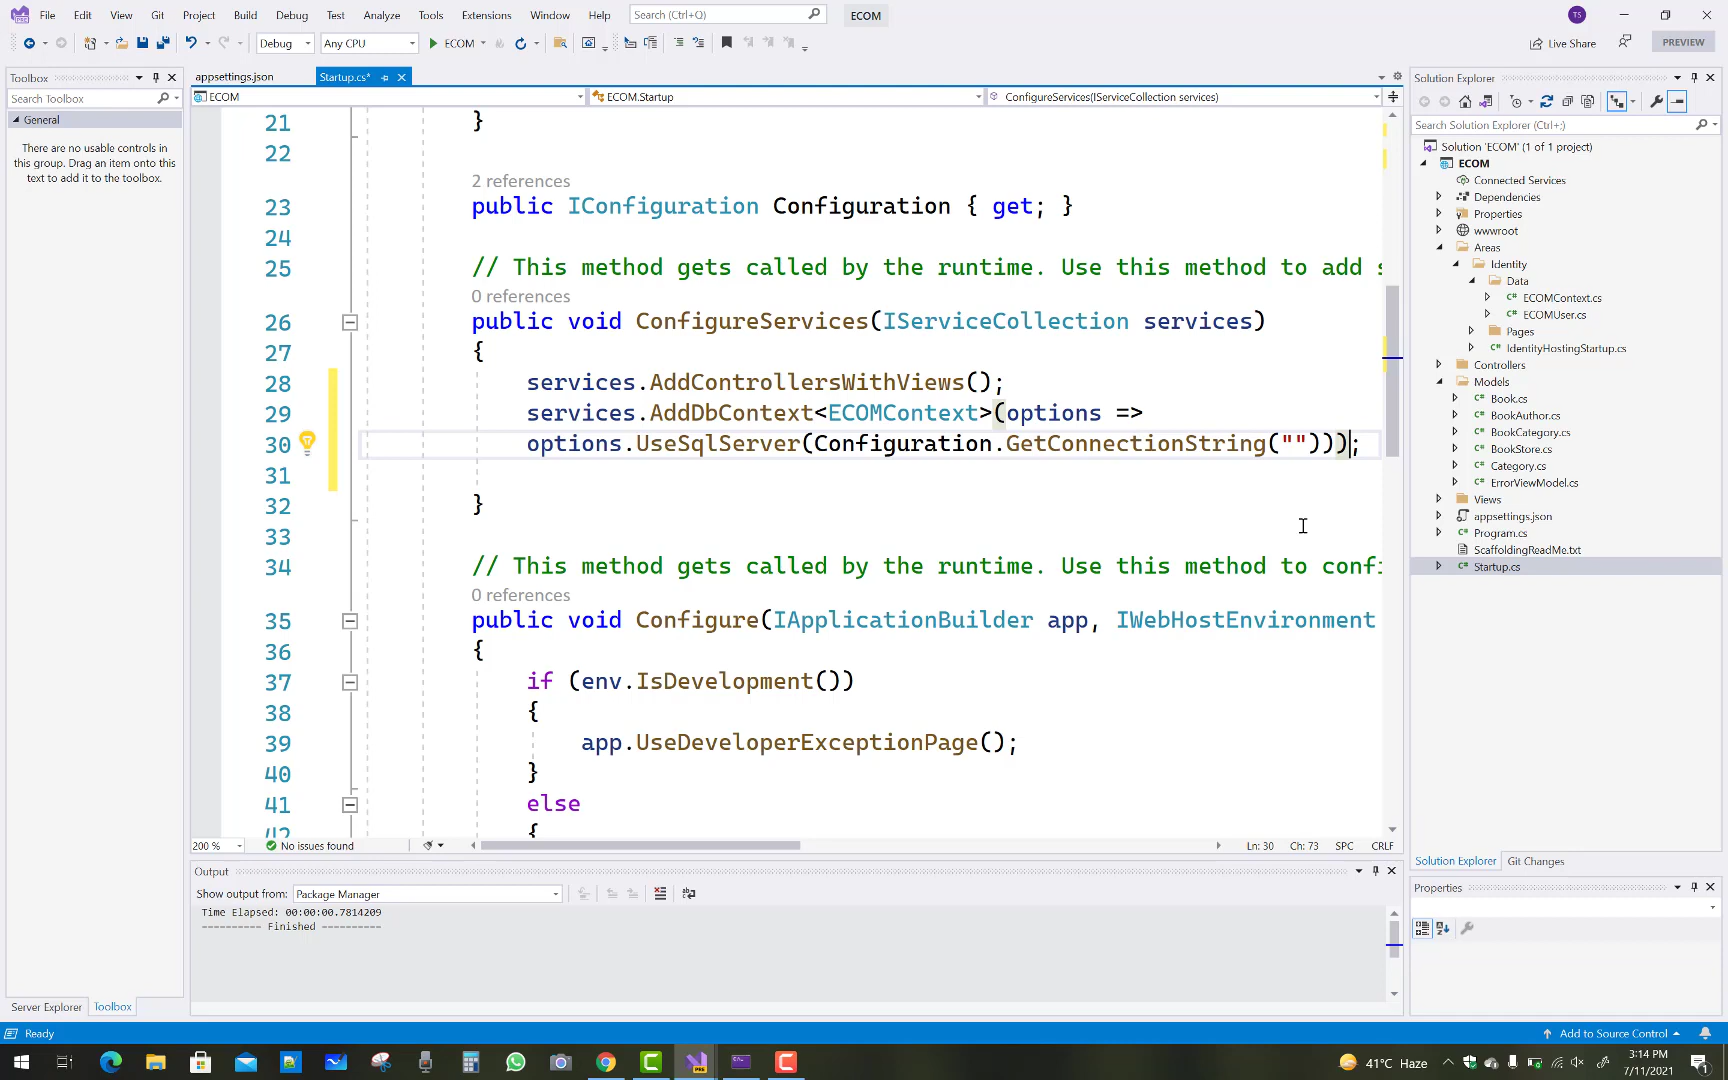 File Edit View Git Project Build Debug Test Analyze Tools Extensions Window Help Search (Ctrl+Q) ECOM TS
Debug Any CPU ECOM Live Share PREVIEW
Toolbox
Search Toolbox
General
There are no usable controls in
this group. Drag an item onto this
text to add it to the toolbox.
Server Explorer Toolbox
appsettings.json Startup.cs*
ECOM ECOM.Startup ConfigureServices(IServiceCollection services)
21 }
22
2 references
23 public IConfiguration Configuration { get; }
24
25 // This method gets called by the runtime. Use this method to add s
0 references
26 public void ConfigureServices(IServiceCollection services)
27 {
28 services.AddControllersWithViews();
29 services.AddDbContext<ECOMContext>(options =>
30 options.UseSqlServer(Configuration.GetConnectionString("")));
31
32 }
33
34 // This method gets called by the runtime. Use this method to conf
0 references
35 public void Configure(IApplicationBuilder app, IWebHostEnvironment
36 {
37 if (env.IsDevelopment())
38 {
39 app.UseDeveloperExceptionPage();
40 }
41 else
42 {
200 % No issues found Ln: 30 Ch: 73 SPC CRLF
Output
Show output from: Package Manager
Time Elapsed: 00:00:00.7814209
---------- Finished ----------
Solution Explorer
Search Solution Explorer (Ctrl+;)
Solution 'ECOM' (1 of 1 project)
ECOM
Connected Services
Dependencies
Properties
wwwroot
Areas
Identity
Data
ECOMContext.cs
ECOMUser.cs
Pages
IdentityHostingStartup.cs
Controllers
Models
Book.cs
BookAuthor.cs
BookCategory.cs
BookStore.cs
Category.cs
ErrorViewModel.cs
Views
appsettings.json
Program.cs
ScaffoldingReadMe.txt
Startup.cs
Solution Explorer Git Changes
Properties
Ready Add to Source Control
41°C Haze 3:14 PM
7/11/2021